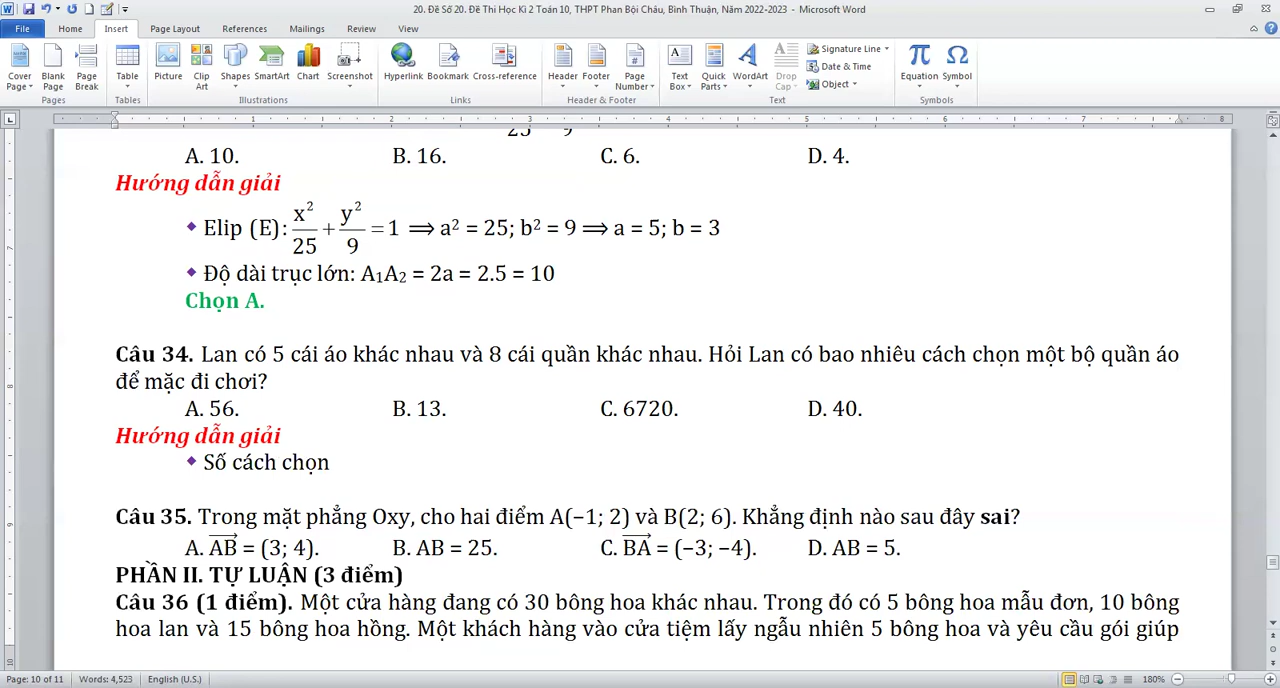 20. Đề Số 20. Đề Thi Học Kì 2 Toán 10, THPT Phan Bội Châu, Bình Thuận, Năm 2022-2023 - Microsoft Word
File Home Insert Page Layout References Mailings Review View
Cover Page Blank Page Page Break Table Picture Clip Art Shapes SmartArt Chart Screenshot Hyperlink Bookmark Cross-reference Header Footer Page Number Text Box Quick Parts WordArt Drop Cap Signature Line Date & Time Object Equation Symbol
Pages Tables Illustrations Links Header & Footer Text Symbols
1 2 3 4 5 6 7 8
25 9
A. 10. B. 16. C. 6. D. 4.
Hướng dẫn giải
Elip (E): x²/25 + y²/9 = 1 ⟹ a² = 25; b² = 9 ⟹ a = 5; b = 3
Độ dài trục lớn: A₁A₂ = 2a = 2.5 = 10
Chọn A.
Câu 34. Lan có 5 cái áo khác nhau và 8 cái quần khác nhau. Hỏi Lan có bao nhiêu cách chọn một bộ quần áo
để mặc đi chơi?
A. 56. B. 13. C. 6720. D. 40.
Hướng dẫn giải
Số cách chọn
Câu 35. Trong mặt phẳng Oxy, cho hai điểm A(−1; 2) và B(2; 6). Khẳng định nào sau đây sai?
A. AB⃗ = (3; 4). B. AB = 25. C. BA⃗ = (−3; −4). D. AB = 5.
PHẦN II. TỰ LUẬN (3 điểm)
Câu 36 (1 điểm). Một cửa hàng đang có 30 bông hoa khác nhau. Trong đó có 5 bông hoa mẫu đơn, 10 bông
hoa lan và 15 bông hoa hồng. Một khách hàng vào cửa tiệm lấy ngẫu nhiên 5 bông hoa và yêu cầu gói giúp
Page: 10 of 11 Words: 4,523 English (U.S.) 180%